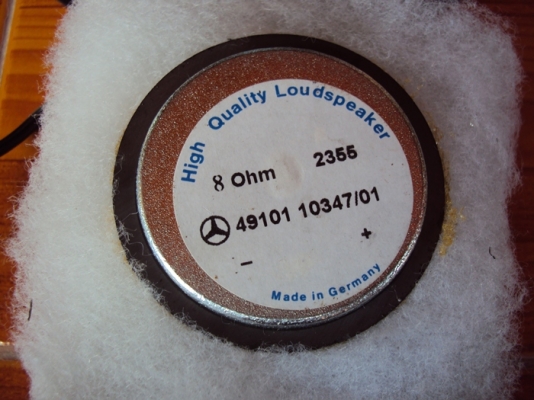 High Quality Loudspeaker
8 Ohm 2355
49101 10347/01
- +
Made in Germany